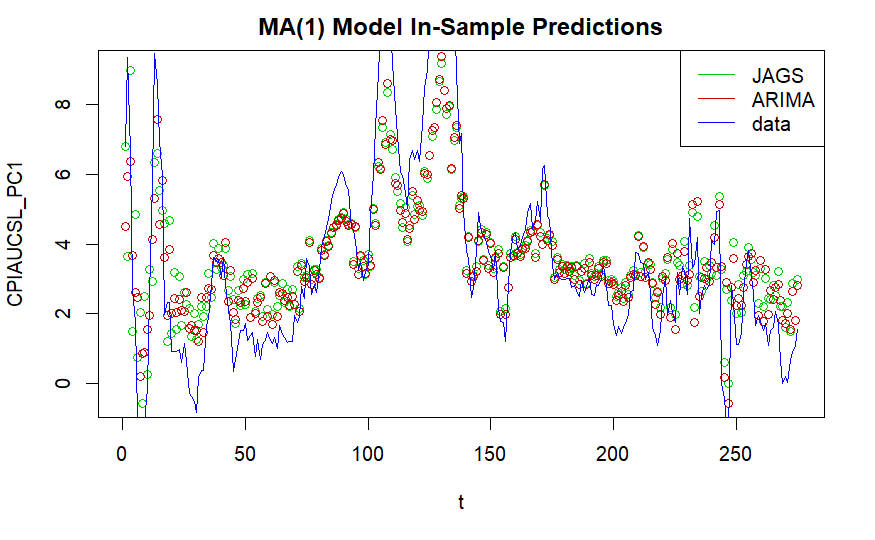 MA(1) Model In-Sample Predictions
JAGS
ARIMA
data
CPIAUCSL_PC1
8
6
4
2
0
0
50
100
150
200
250
t